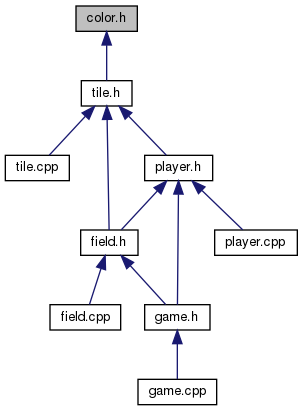 color.h
tile.h
tile.cpp
player.h
field.h
player.cpp
field.cpp
game.h
game.cpp